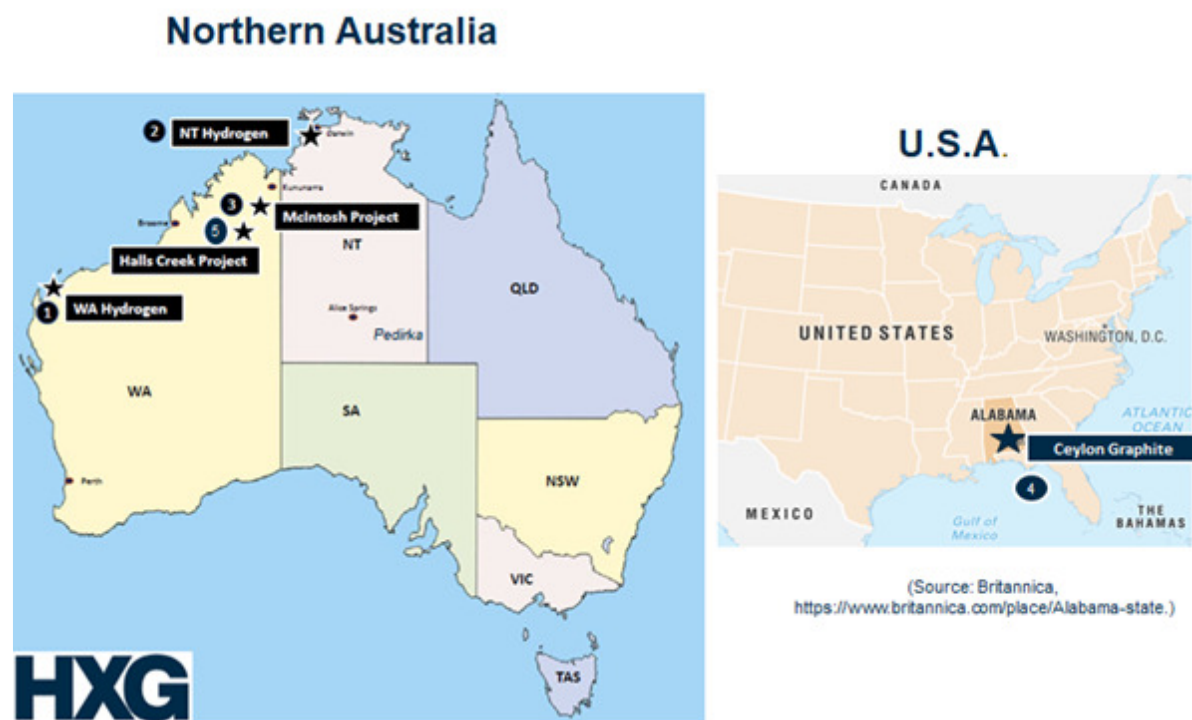 Northern Australia
2 NT Hydrogen
Darwin
Kununarra
3
McIntosh Project
Broome
5
NT
Halls Creek Project
QLD
1 WA Hydrogen
Alice Springs
Pedirka
WA
SA
NSW
Perth
VIC
TAS
HXG
U.S.A.
CANADA
UNITED STATES
WASHINGTON, D.C.
ALABAMA
ATLANTIC
OCEAN
Ceylon Graphite
4
MEXICO
Gulf of
Mexico
THE
BAHAMAS
(Source: Britannica,
https://www.britannica.com/place/Alabama-state.)